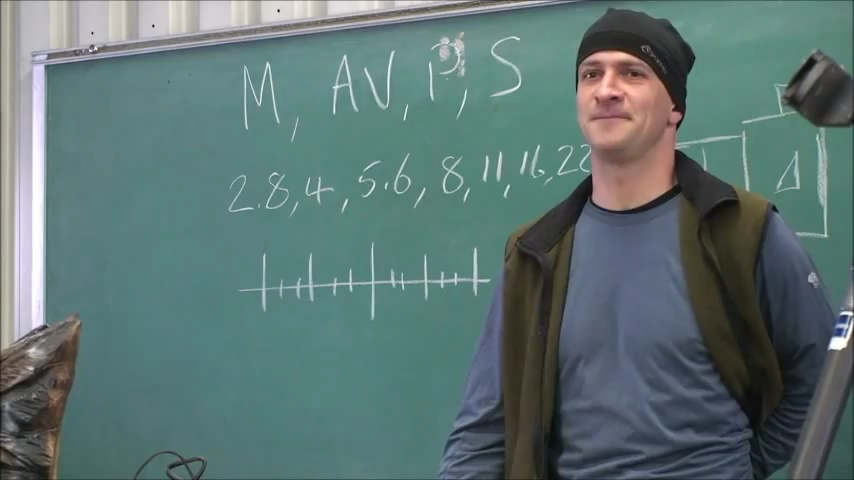 M, AV, P, S
2.8, 4, 5.6, 8, 11, 16, 22